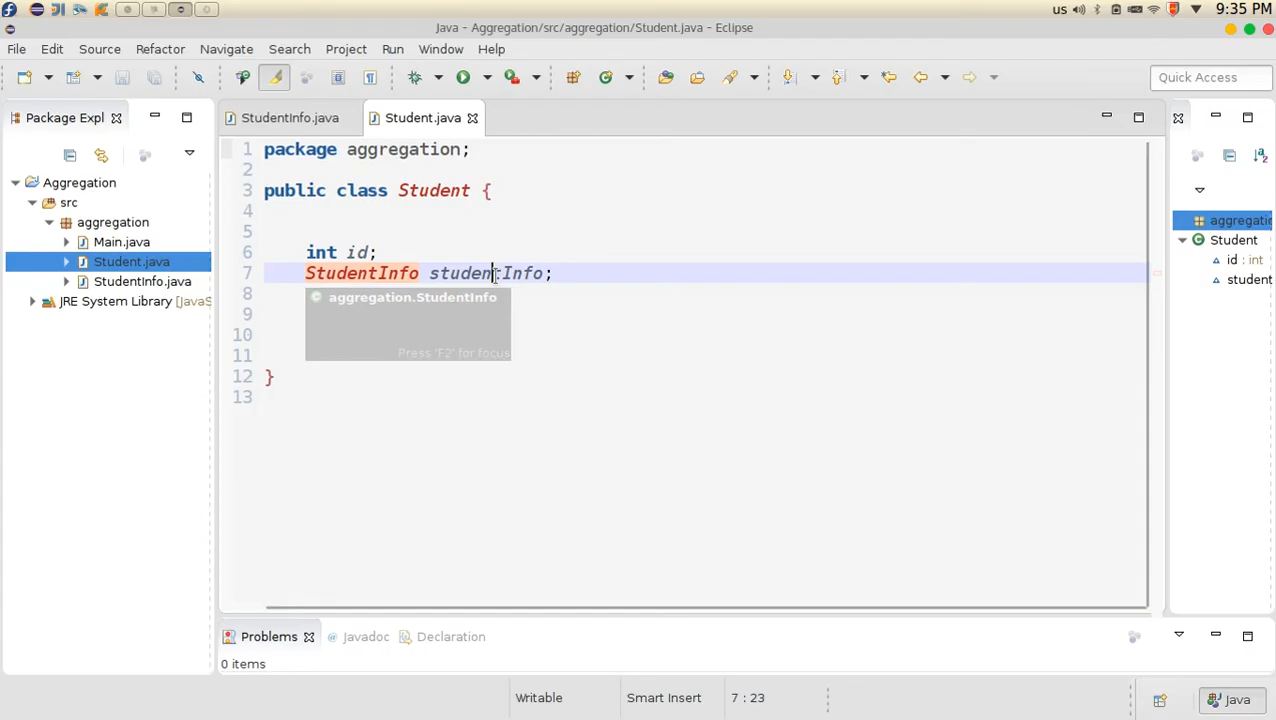 us
9:35 PM
Java - Aggregation/src/aggregation/Student.java - Eclipse
File Edit Source Refactor Navigate Search Project Run Window Help
Quick Access
Package Expl
StudentInfo.java
Student.java
Aggregation
src
aggregation
Main.java
Student.java
StudentInfo.java
JRE System Library [JavaS
1 package aggregation;
2
3 public class Student {
4
5
6 int id;
7 StudentInfo studentInfo;
8
aggregation.StudentInfo
9
10
Press 'F2' for focus
11
12 }
13
aggregatio
Student
id : int
student
Problems
@ Javadoc
Declaration
0 items
Writable
Smart Insert
7 : 23
Java